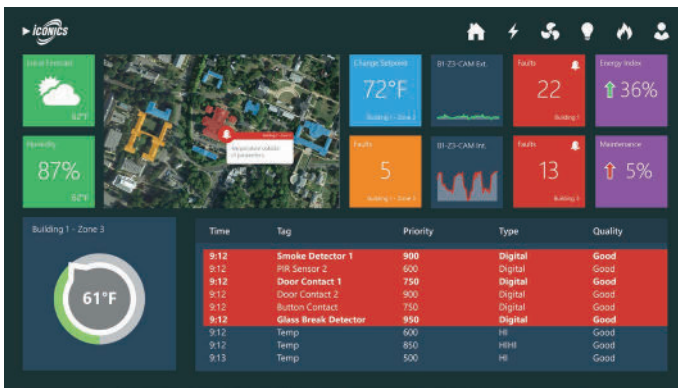 ICONICS
62°F
Humidity
87%
62°F
Temperature outside
of parameters.
Change Setpoint
72°F
Building 1 - Zone 3
Faults
5
Building 1 - Zone 3
B1-Z3-CAM Ext.
B1-Z3-CAM Int.
Faults
22
Building 1
Faults
13
Building 3
Energy Index
36%
Maintenance
5%
Building 1 - Zone 3
61°F
Time Tag Priority Type Quality
9:12 Smoke Detector 1 900 Digital Good
9:12 PIR Sensor 2 600 Digital Good
9:12 Door Contact 1 750 Digital Good
9:12 Door Contact 2 900 Digital Good
9:12 Button Contact 750 Digital Good
9:12 Glass Break Detector 950 Digital Good
9:12 Temp 600 HI Good
9:12 Temp 850 HIHI Good
9:13 Temp 500 HI Good